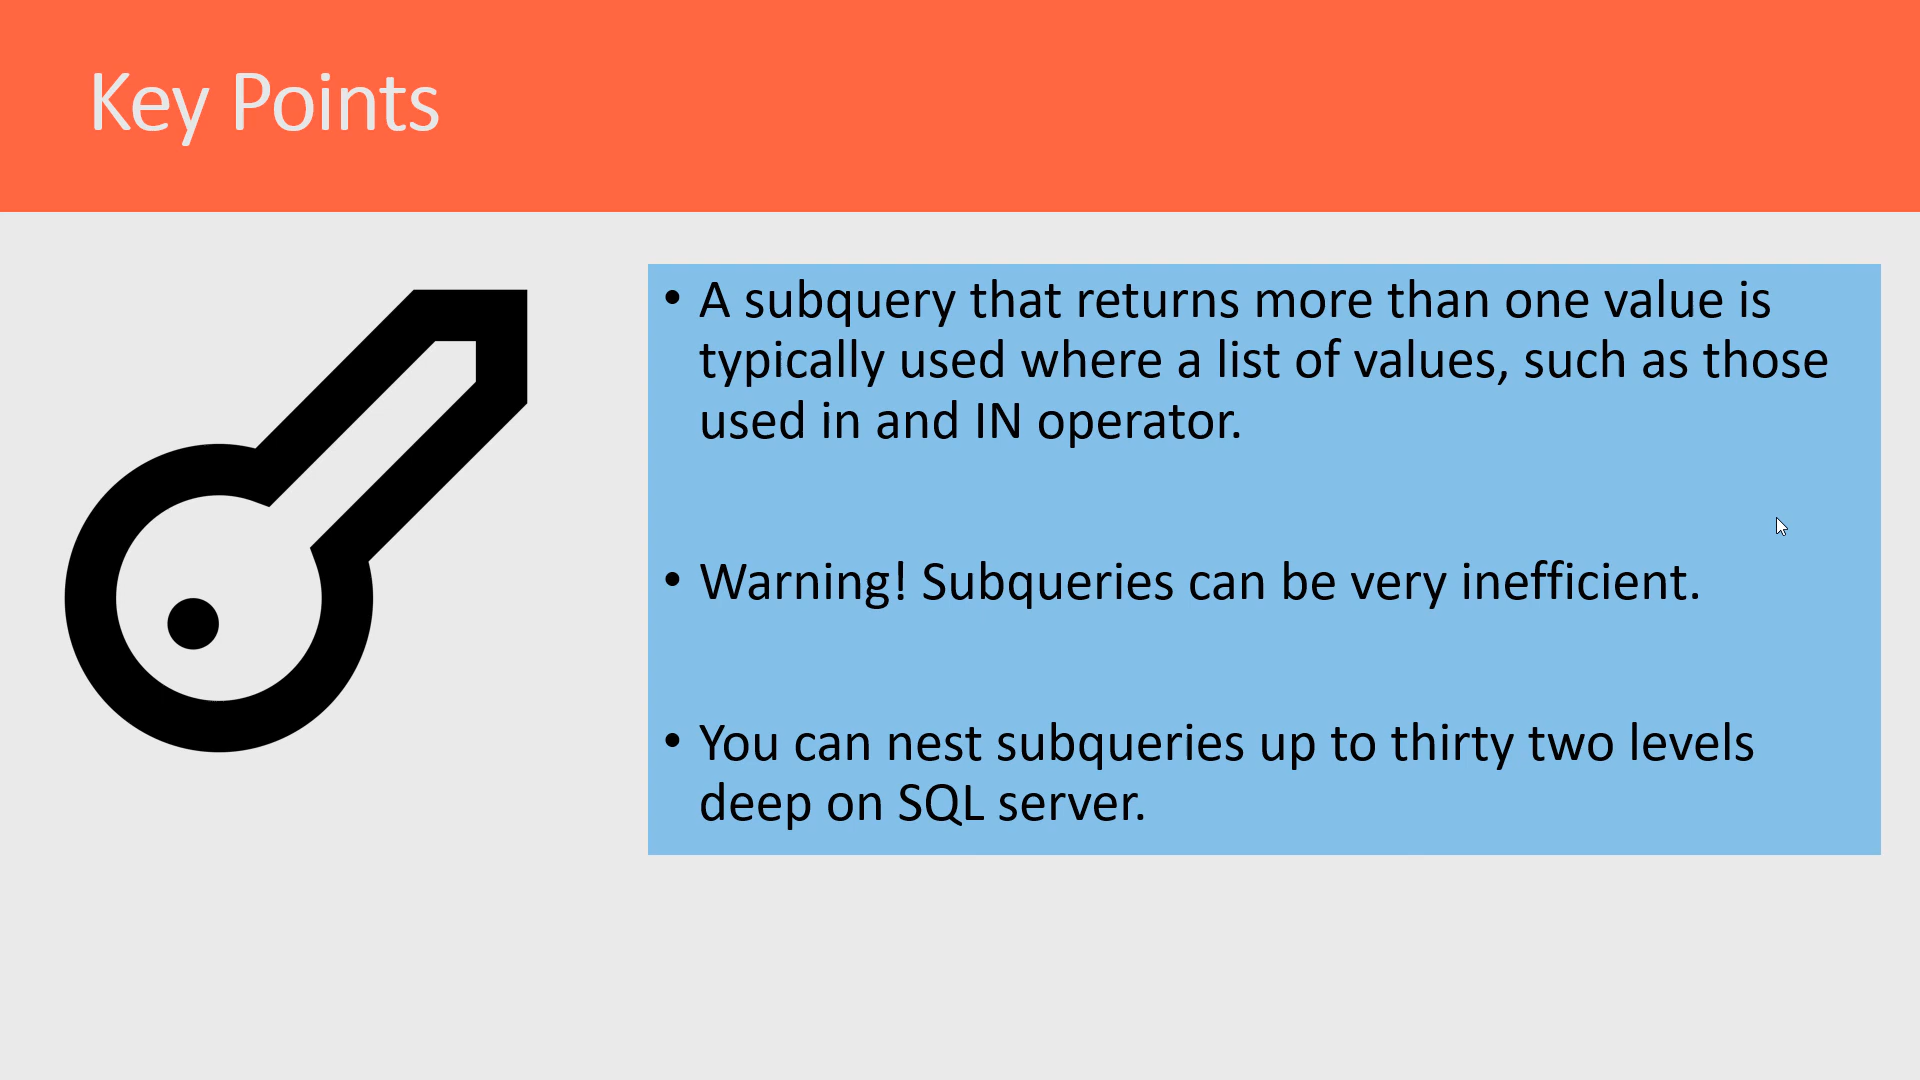 Key Points
• A subquery that returns more than one value is
typically used where a list of values, such as those
used in and IN operator.
• Warning! Subqueries can be very inefficient.
• You can nest subqueries up to thirty two levels
deep on SQL server.